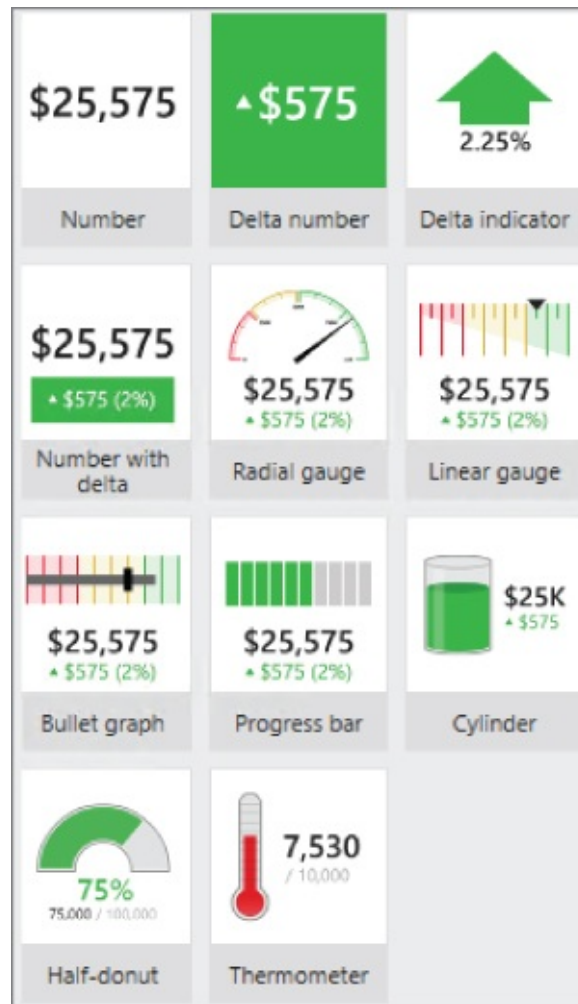 $25,575
Number
▲$575
Delta number
2.25%
Delta indicator
$25,575
▲ $575 (2%)
Number with
delta
$25,575
▲ $575 (2%)
Radial gauge
$25,575
▲ $575 (2%)
Linear gauge
$25,575
▲ $575 (2%)
Bullet graph
$25,575
▲ $575 (2%)
Progress bar
$25K
▲ $575
Cylinder
75%
75,000 / 100,000
Half-donut
7,530
/ 10,000
Thermometer